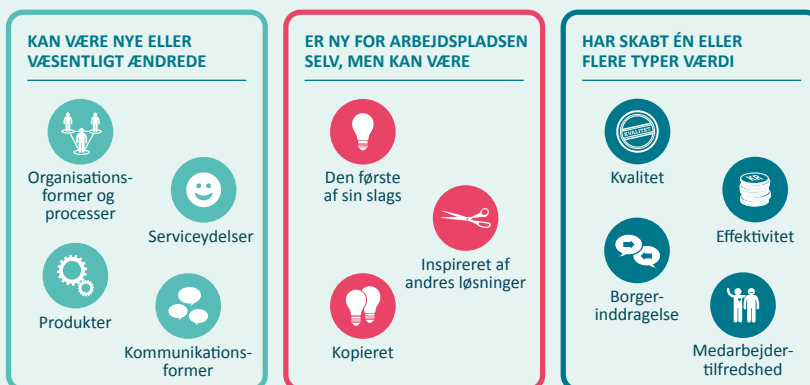 KAN VÆRE NYE ELLER
VÆSENTLIGT ÆNDREDE
Organisations-
former og
processer
Serviceydelser
Produkter
Kommunikations-
former
ER NY FOR ARBEJDSPLADSEN
SELV, MEN KAN VÆRE
Den første
af sin slags
Inspireret af
andres løsninger
Kopieret
HAR SKABT ÉN ELLER
FLERE TYPER VÆRDI
KVALITET
Kvalitet
KR
Effektivitet
Borger-
inddragelse
Medarbejder-
tilfredshed